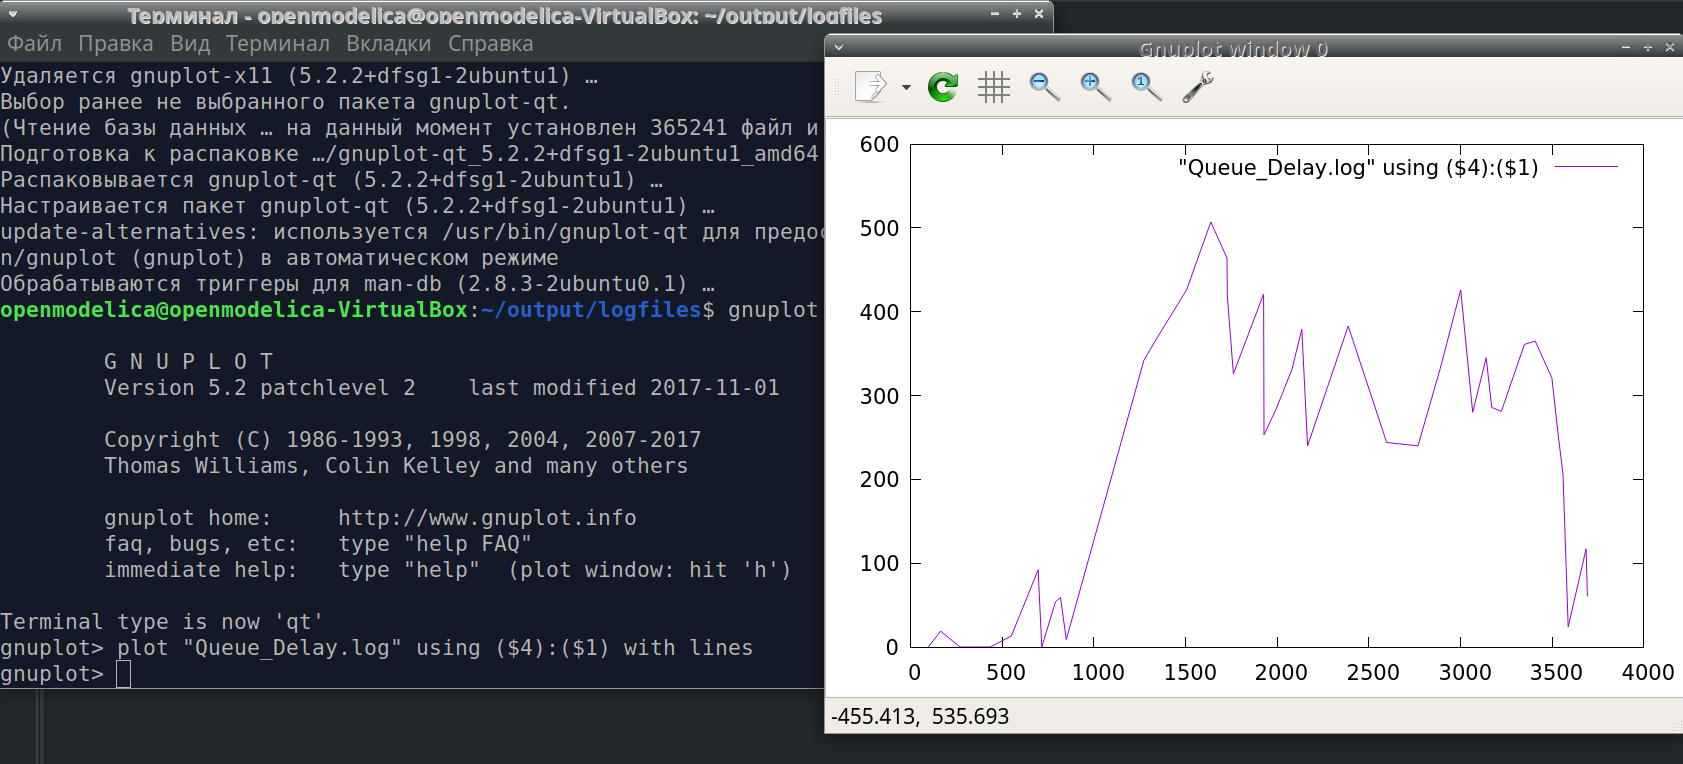 Терминал - openmodelica@openmodelica-VirtualBox: ~/output/logfiles
Файл Правка Вид Терминал Вкладки Справка
Удаляется gnuplot-x11 (5.2.2+dfsg1-2ubuntu1) …
Выбор ранее не выбранного пакета gnuplot-qt.
(Чтение базы данных … на данный момент установлен 365241 файл и
Подготовка к распаковке …/gnuplot-qt_5.2.2+dfsg1-2ubuntu1_amd64
Распаковывается gnuplot-qt (5.2.2+dfsg1-2ubuntu1) …
Настраивается пакет gnuplot-qt (5.2.2+dfsg1-2ubuntu1) …
update-alternatives: используется /usr/bin/gnuplot-qt для предос
n/gnuplot (gnuplot) в автоматическом режиме
Обрабатываются триггеры для man-db (2.8.3-2ubuntu0.1) …
openmodelica@openmodelica-VirtualBox:~/output/logfiles$ gnuplot
G N U P L O T
Version 5.2 patchlevel 2    last modified 2017-11-01
Copyright (C) 1986-1993, 1998, 2004, 2007-2017
Thomas Williams, Colin Kelley and many others
gnuplot home:     http://www.gnuplot.info
faq, bugs, etc:   type "help FAQ"
immediate help:   type "help"  (plot window: hit 'h')
Terminal type is now 'qt'
gnuplot> plot "Queue_Delay.log" using ($4):($1) with lines
gnuplot>
Gnuplot window 0
1
"Queue_Delay.log" using ($4):($1)
600
500
400
300
200
100
0
0 500 1000 1500 2000 2500 3000 3500 4000
-455.413, 535.693